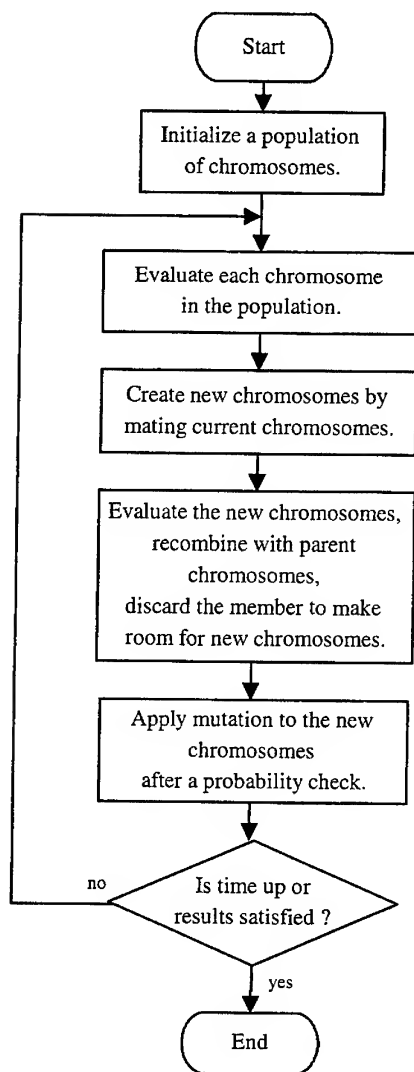 Start
Initialize a population
of chromosomes.
Evaluate each chromosome
in the population.
Create new chromosomes by
mating current chromosomes.
Evaluate the new chromosomes,
recombine with parent
chromosomes,
discard the member to make
room for new chromosomes.
Apply mutation to the new
chromosomes
after a probability check.
no
Is time up or
results satisfied ?
yes
End